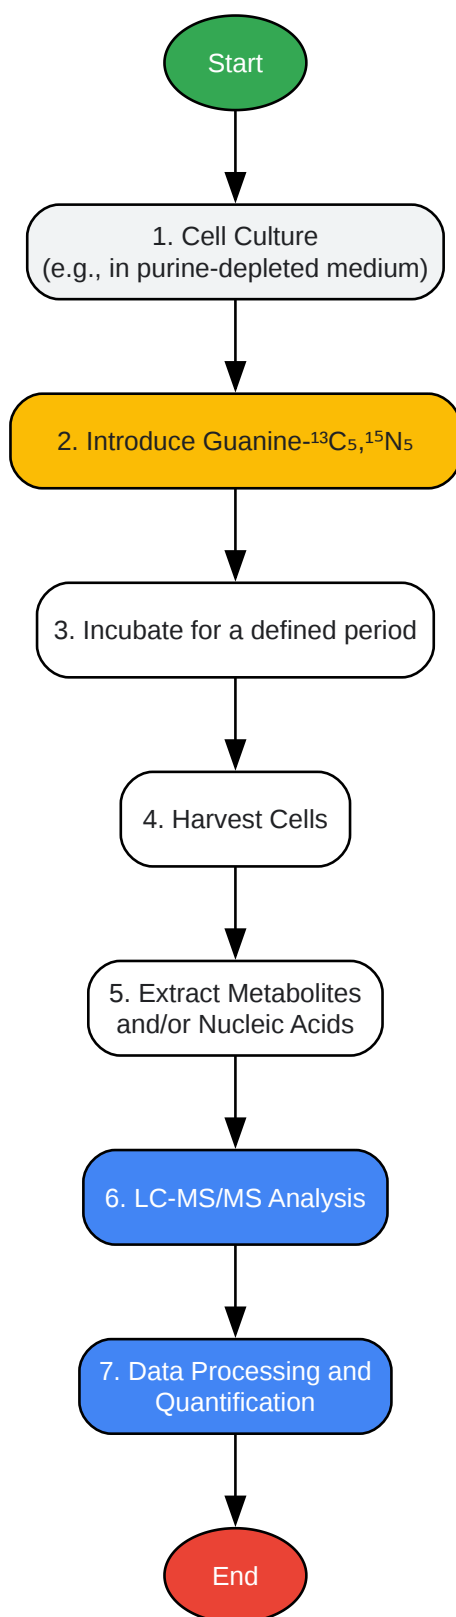 Start
1. Cell Culture
(e.g., in purine-depleted medium)
2. Introduce Guanine-¹³C₅,¹⁵N₅
3. Incubate for a defined period
4. Harvest Cells
5. Extract Metabolites
and/or Nucleic Acids
6. LC-MS/MS Analysis
7. Data Processing and
Quantification
End